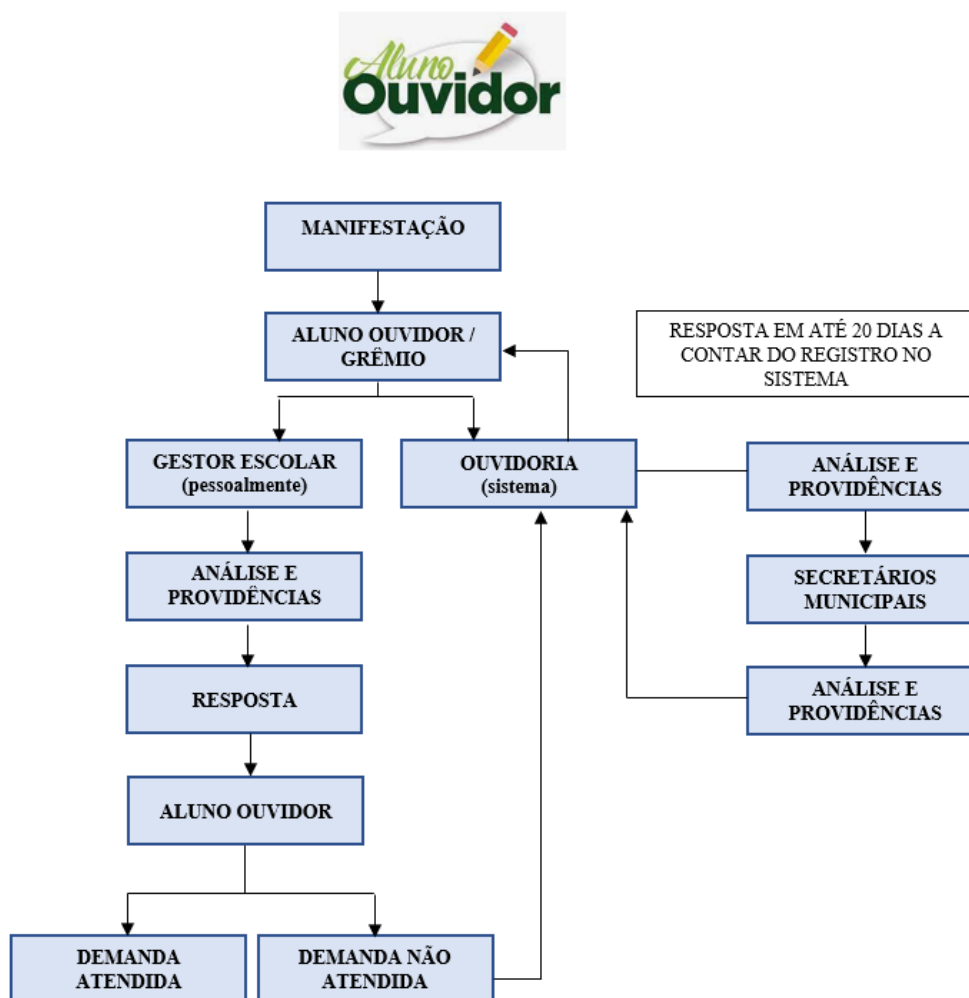 Aluno
Ouvidor
MANIFESTAÇÃO
ALUNO OUVIDOR /
GRÊMIO
RESPOSTA EM ATÉ 20 DIAS A
CONTAR DO REGISTRO NO
SISTEMA
GESTOR ESCOLAR
(pessoalmente)
OUVIDORIA
(sistema)
ANÁLISE E
PROVIDÊNCIAS
ANÁLISE E
PROVIDÊNCIAS
SECRETÁRIOS
MUNICIPAIS
RESPOSTA
ANÁLISE E
PROVIDÊNCIAS
ALUNO OUVIDOR
DEMANDA
ATENDIDA
DEMANDA NÃO
ATENDIDA